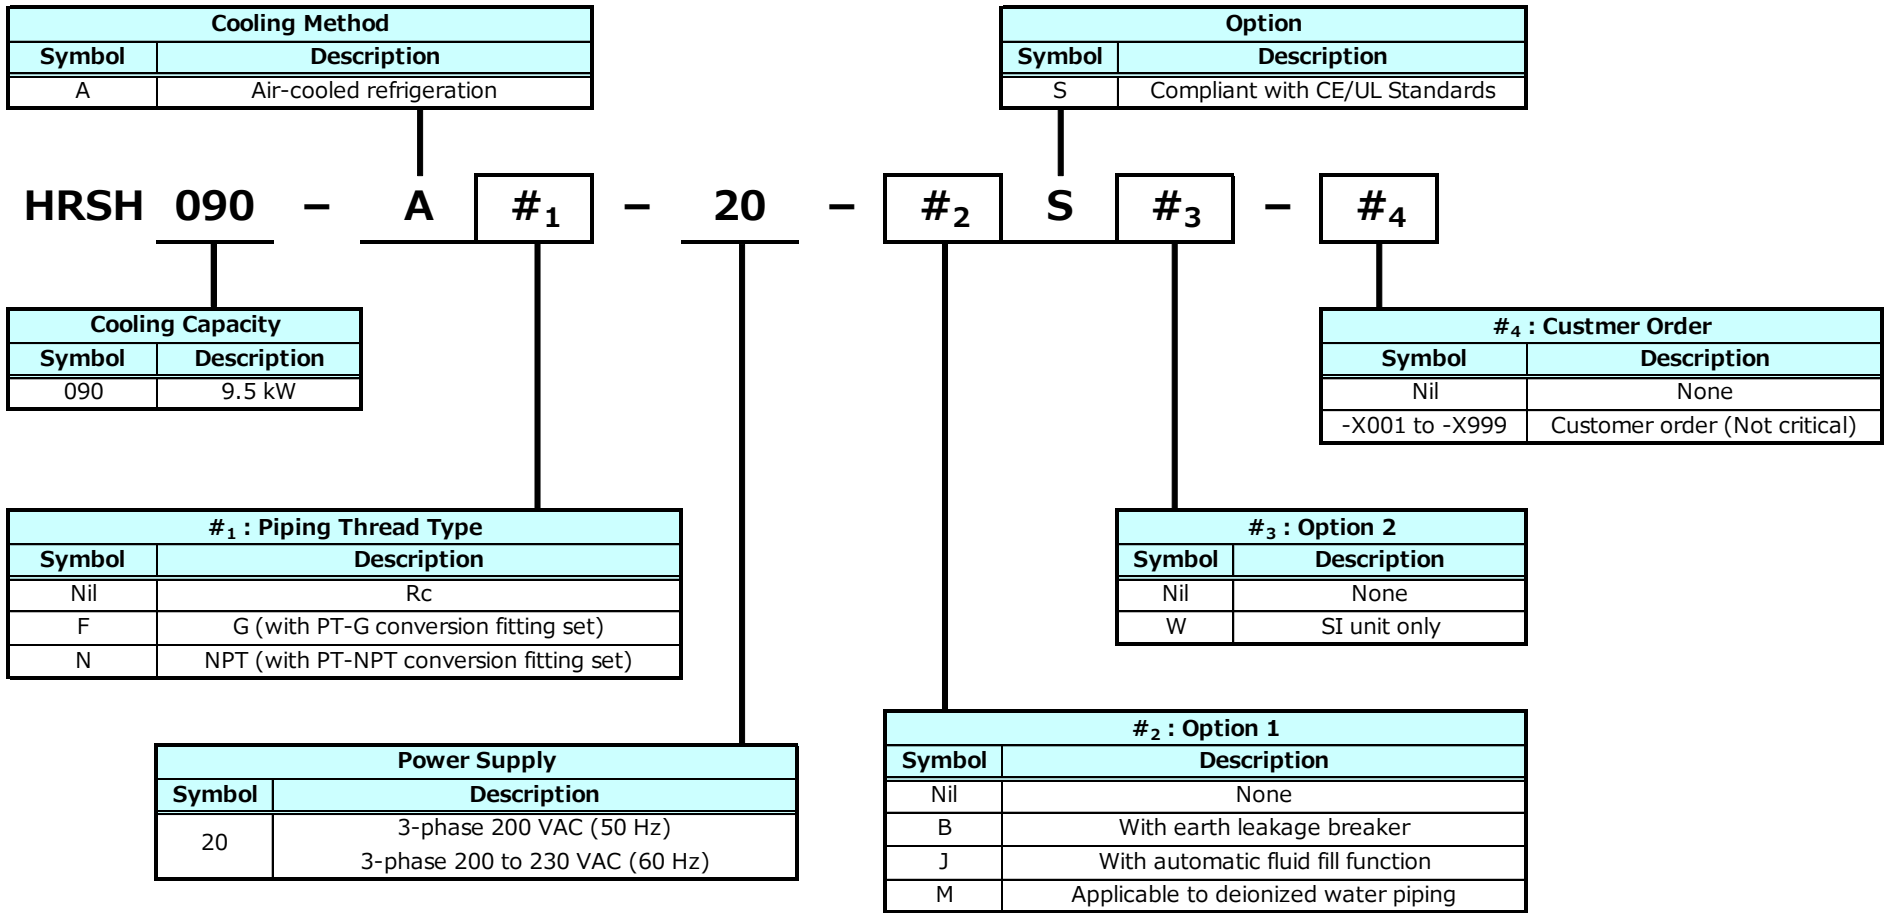 Cooling Method
Symbol Description
A Air-cooled refrigeration
Option
Symbol Description
S Compliant with CE/UL Standards
HRSH 090 – A #1 – 20 – #2 S #3 – #4
Cooling Capacity
Symbol Description
090 9.5 kW
#4 : Custmer Order
Symbol Description
Nil None
-X001 to -X999 Customer order (Not critical)
#1 : Piping Thread Type
Symbol Description
Nil Rc
F G (with PT-G conversion fitting set)
N NPT (with PT-NPT conversion fitting set)
#3 : Option 2
Symbol Description
Nil None
W SI unit only
Power Supply
Symbol Description
20 3-phase 200 VAC (50 Hz)
3-phase 200 to 230 VAC (60 Hz)
#2 : Option 1
Symbol Description
Nil None
B With earth leakage breaker
J With automatic fluid fill function
M Applicable to deionized water piping